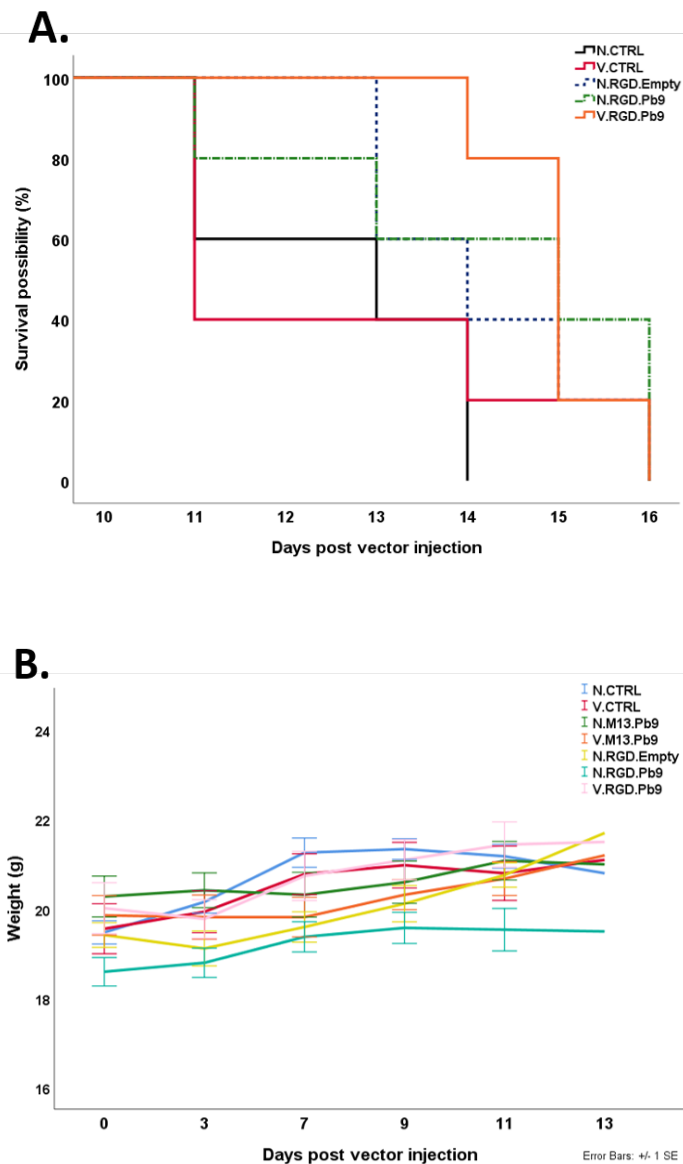 A.
N.CTRL
V.CTRL
N.RGD.Empty
N.RGD.Pb9
V.RGD.Pb9
Survival possibility (%)
100
80
60
40
20
0
10 11 12 13 14 15 16
Days post vector injection
B.
N.CTRL
V.CTRL
N.M13.Pb9
V.M13.Pb9
N.RGD.Empty
N.RGD.Pb9
V.RGD.Pb9
Weight (g)
24
22
20
18
16
0 3 7 9 11 13
Days post vector injection
Error Bars: +/- 1 SE